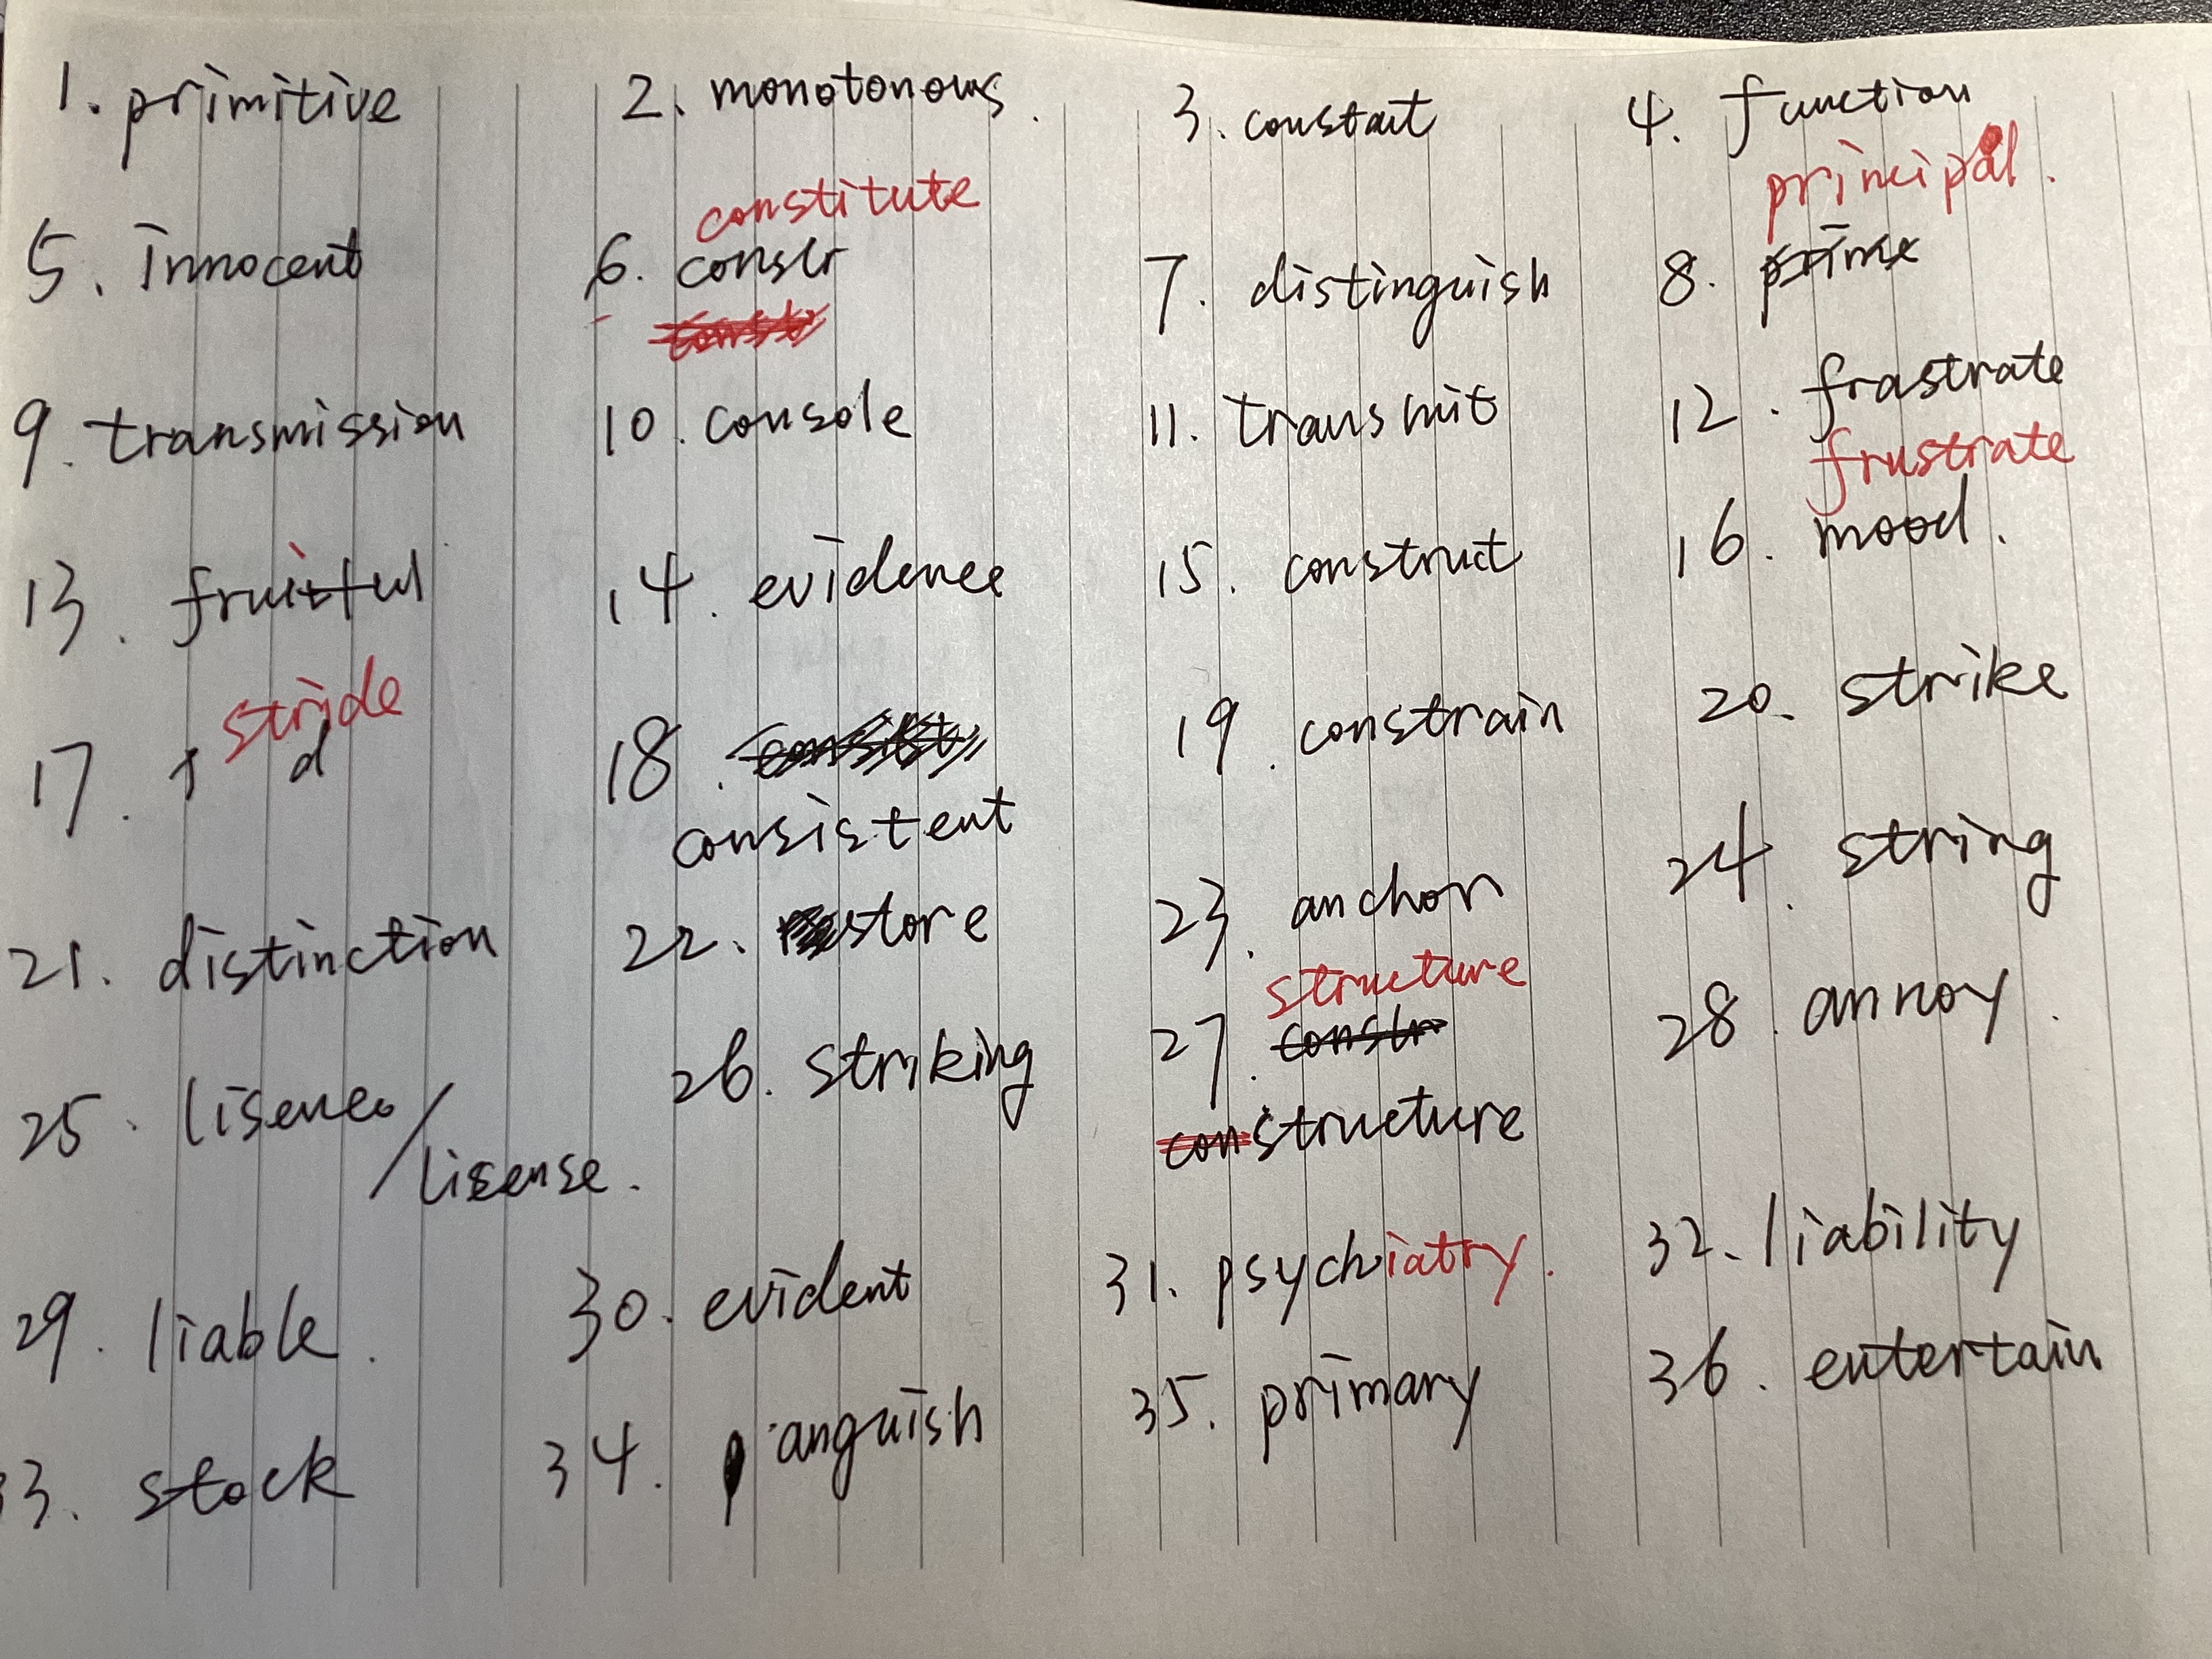 1. primitive 2. monotonous. 3. constant 4. function
constitute principal.
5. innocent 6. constr 7. distinguish 8. prime
9. transmission 10. console 11. transmit 12. frastrate
frustrate
13. fruitful 14. evidence 15. construct 16. mood.
stride
17. s d 18. consist 19. constrain 20. strike
consistent
21. distinction 22. store 23. anchor 24. string
structure
25. lisence/ 26. striking 27. constr 28. annoy.
license. constructure
29. liable. 30. evident 31. psychiatry. 32. liability
33. stock 34. anguish 35. primary 36. entertain